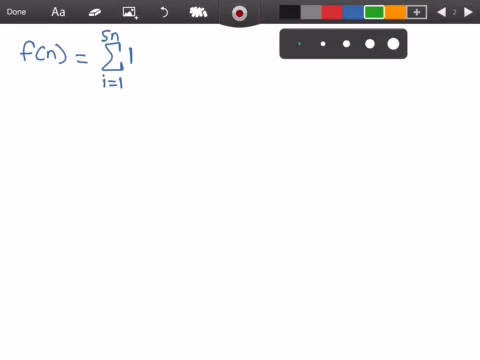 Done Aa 2
5n
f(n) = ∑ 1
i=1